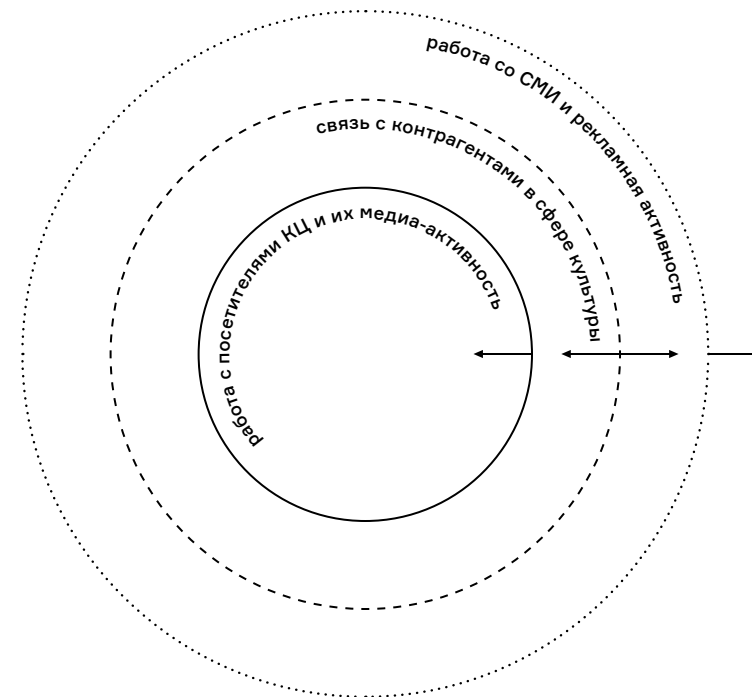 работа со СМИ и рекламная активность
связь с контрагентами в сфере культуры
работа с посетителями КЦ и их медиа-активность